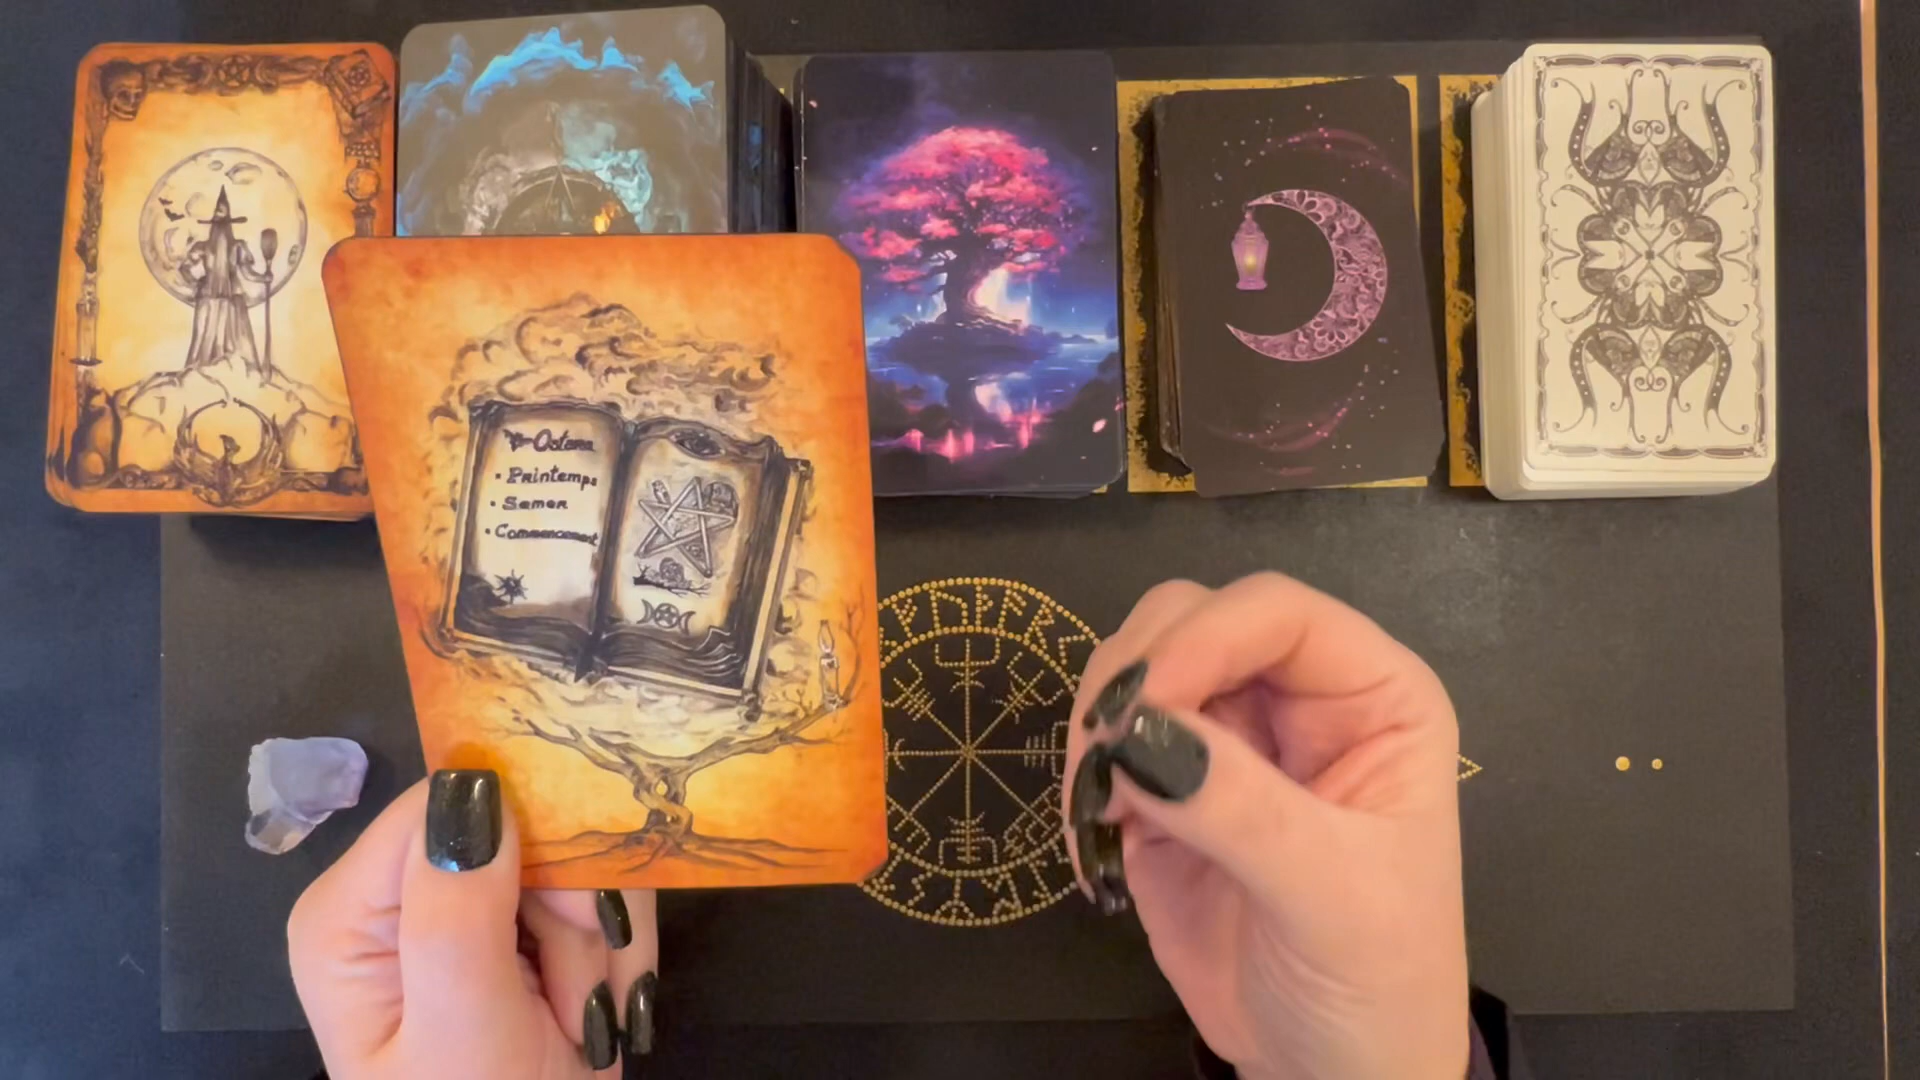 Ostara
• Printemps
• Semer
• Commencement